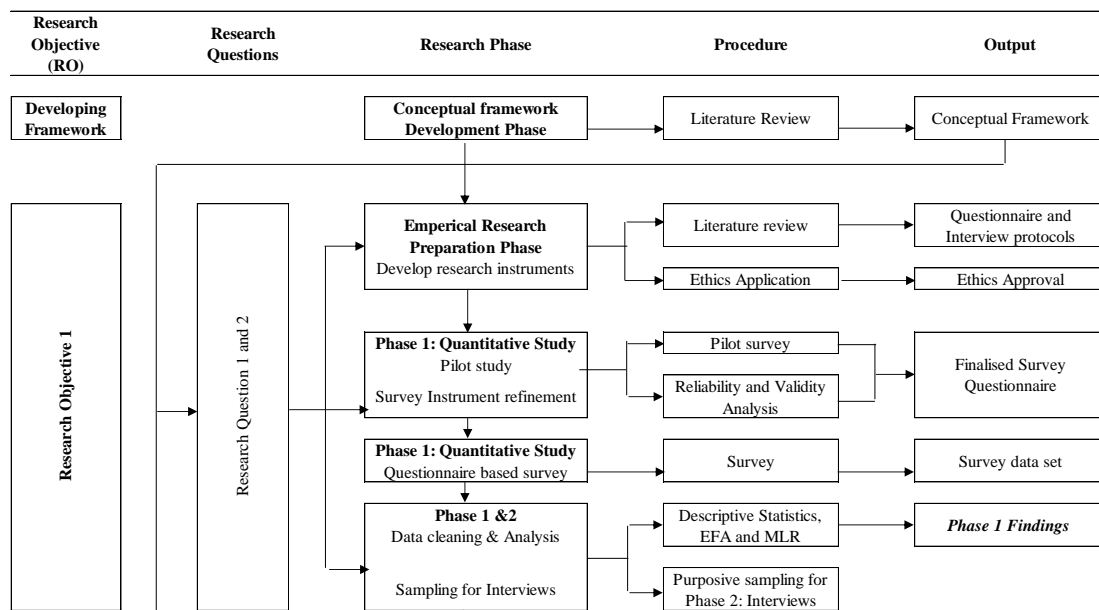 Research
Objective
(RO)
Research
Questions
Research Phase
Procedure
Output
Developing
Framework
Conceptual framework
Development Phase
Literature Review
Conceptual Framework
Research Objective 1
Research Question 1 and 2
Emperical Research
Preparation Phase
Develop research instruments
Literature review
Questionnaire and
Interview protocols
Ethics Application
Ethics Approval
Phase 1: Quantitative Study
Pilot study
Survey Instrument refinement
Pilot survey
Reliability and Validity
Analysis
Finalised Survey
Questionnaire
Phase 1: Quantitative Study
Questionnaire based survey
Survey
Survey data set
Phase 1 &2
Data cleaning & Analysis
Sampling for Interviews
Descriptive Statistics,
EFA and MLR
Phase 1 Findings
Purposive sampling for
Phase 2: Interviews